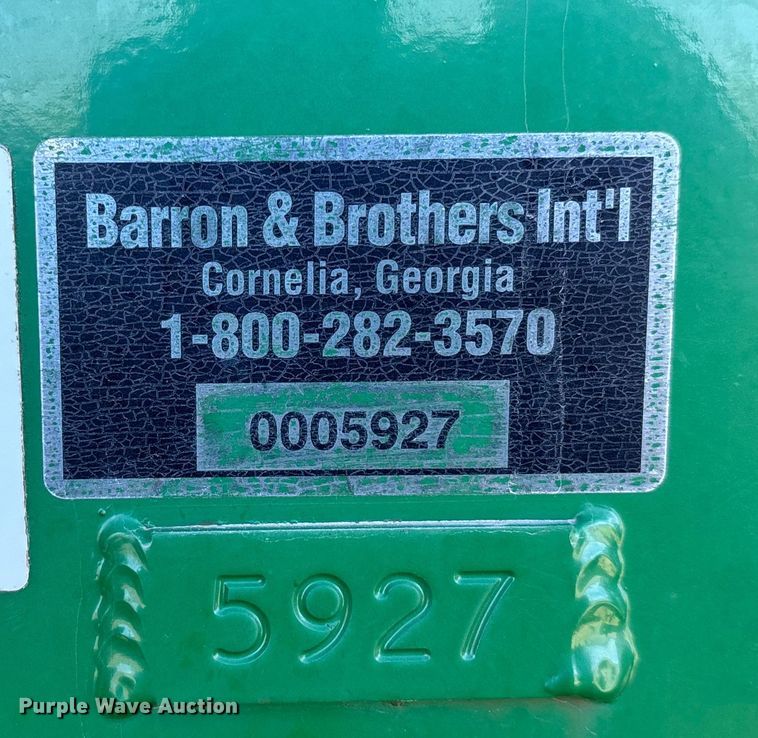 Barron & Brothers Int'l
Cornelia, Georgia
1-800-282-3570
0005927
5927
Purple Wave Auction